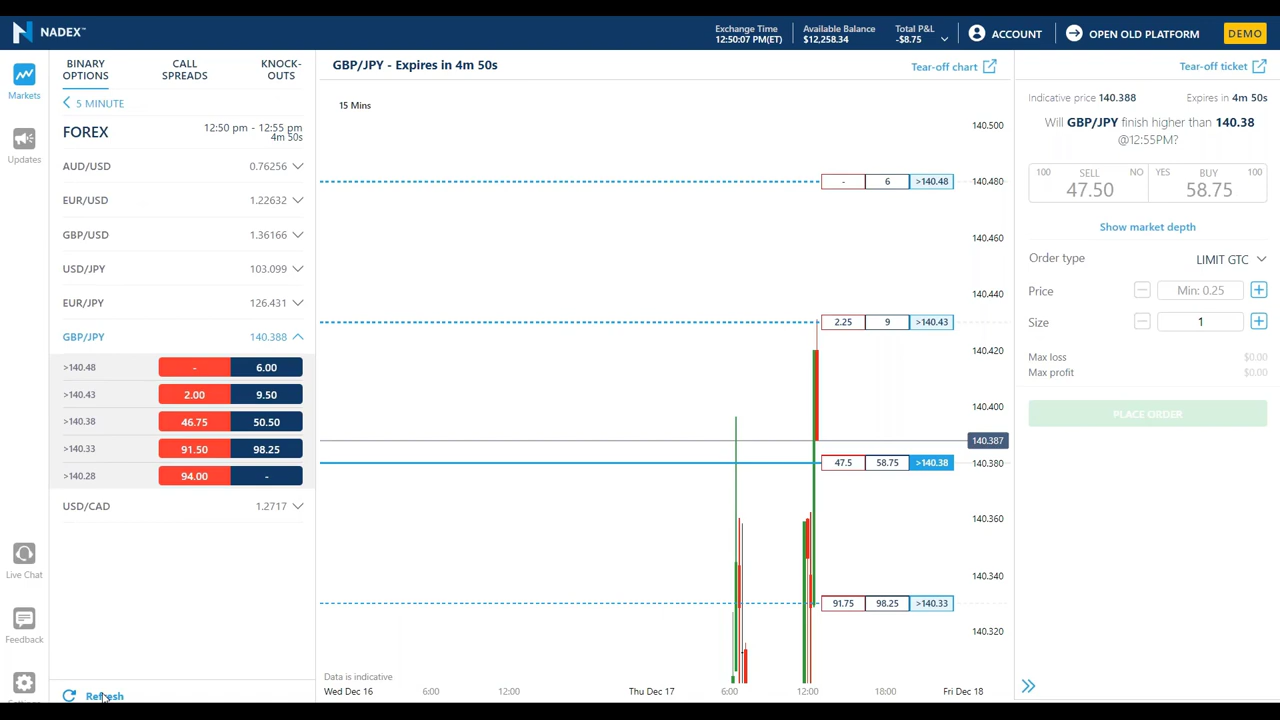 NADEX™
Exchange Time
12:50:07 PM(ET)
Available Balance
$12,258.34
Total P&L
-$8.75
ACCOUNT
OPEN OLD PLATFORM
DEMO
Markets
Updates
Live Chat
Feedback
BINARY OPTIONS
CALL SPREADS
KNOCK-OUTS
5 MINUTE
FOREX
12:50 pm - 12:55 pm
4m 50s
AUD/USD 0.76256
EUR/USD 1.22632
GBP/USD 1.36166
USD/JPY 103.099
EUR/JPY 126.431
GBP/JPY 140.388
>140.48 - 6.00
>140.43 2.00 9.50
>140.38 46.75 50.50
>140.33 91.50 98.25
>140.28 94.00 -
USD/CAD 1.2717
Refresh
GBP/JPY - Expires in 4m 50s
Tear-off chart
15 Mins
140.500
- 6 >140.48 140.480
140.460
140.440
2.25 9 >140.43
140.420
140.400
140.387
47.5 58.75 >140.38 140.380
140.360
140.340
91.75 98.25 >140.33
140.320
Data is indicative
Wed Dec 16 6:00 12:00 Thu Dec 17 6:00 12:00 18:00 Fri Dec 18
Tear-off ticket
Indicative price 140.388 Expires in 4m 50s
Will GBP/JPY finish higher than 140.38
@12:55PM?
100 SELL NO YES BUY 100
47.50 58.75
Show market depth
Order type LIMIT GTC
Price Min: 0.25
Size 1
Max loss $0.00
Max profit $0.00
PLACE ORDER